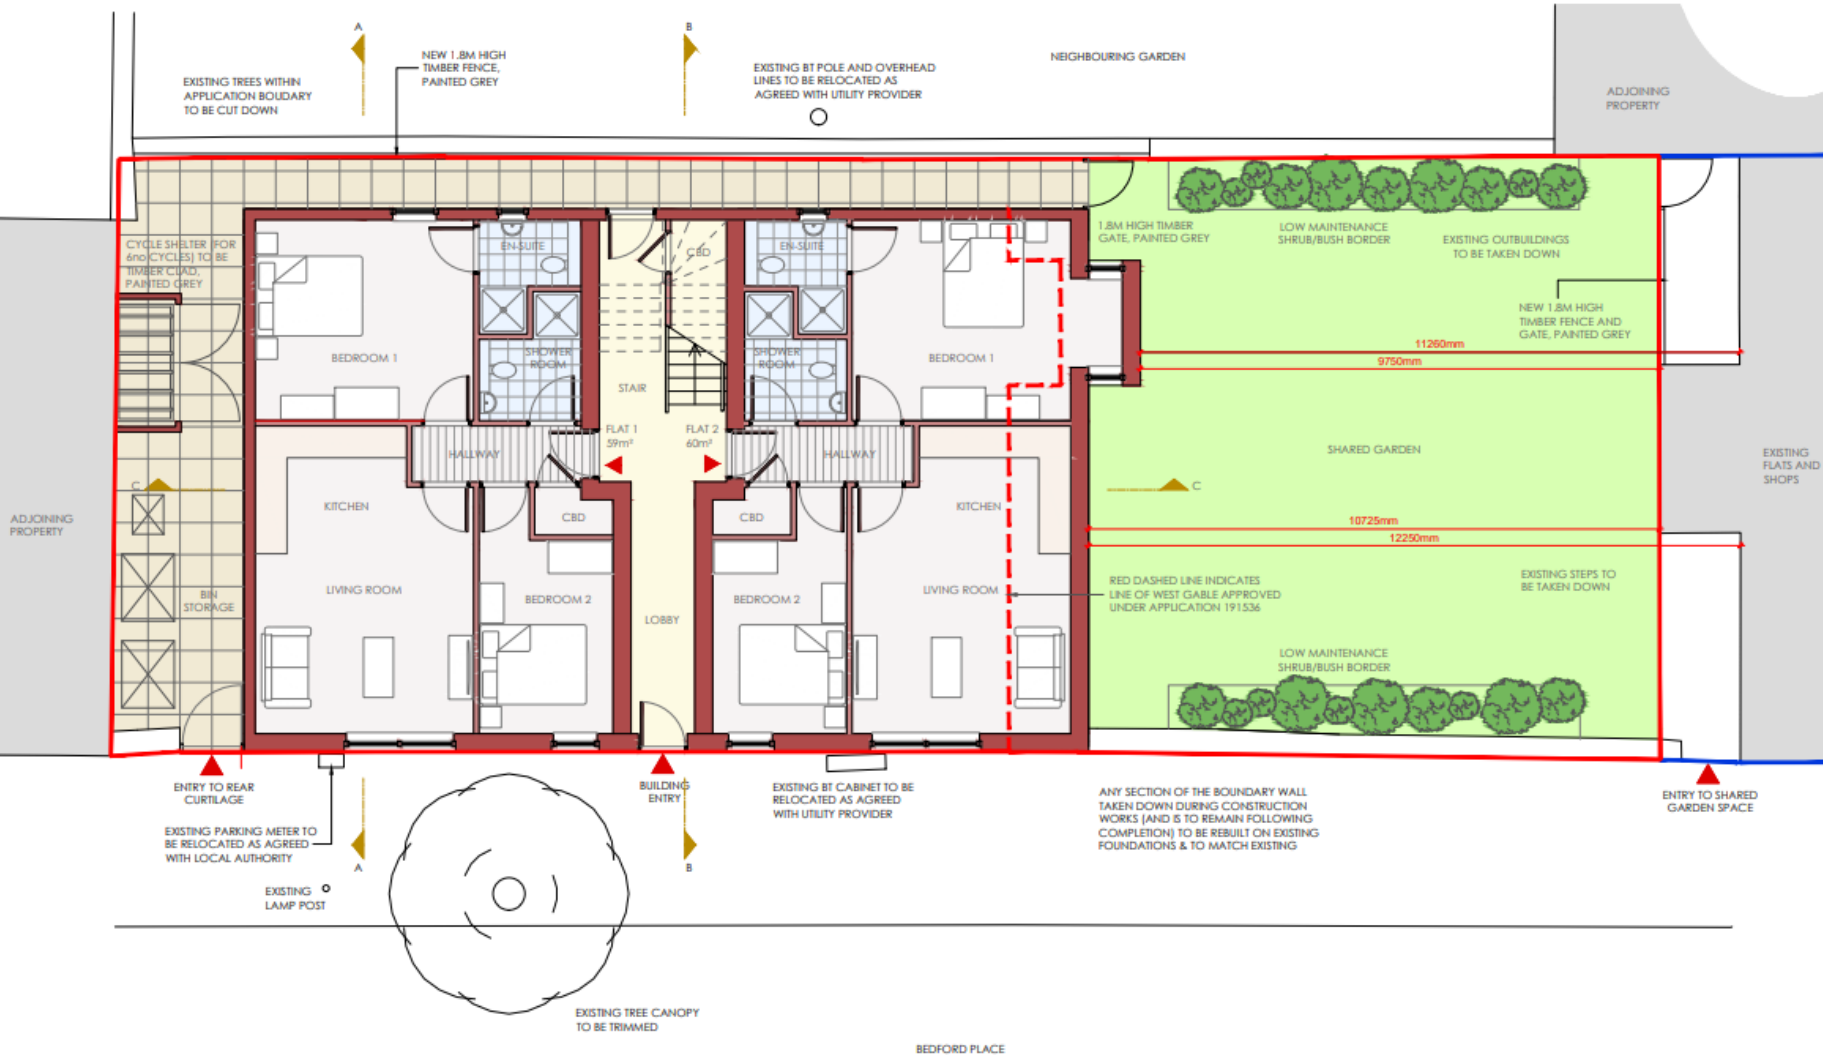 A
B
NEW 1.8M HIGH
TIMBER FENCE,
PAINTED GREY
EXISTING TREES WITHIN
APPLICATION BOUDARY
TO BE CUT DOWN
EXISTING BT POLE AND OVERHEAD
LINES TO BE RELOCATED AS
AGREED WITH UTILITY PROVIDER
NEIGHBOURING GARDEN
ADJOINING
PROPERTY
CYCLE SHELTER (FOR
6no CYCLES) TO BE
TIMBER CLAD,
PAINTED GREY
EN-SUITE
CBD
EN-SUITE
1.8M HIGH TIMBER
GATE, PAINTED GREY
LOW MAINTENANCE
SHRUB/BUSH BORDER
EXISTING OUTBUILDINGS
TO BE TAKEN DOWN
NEW 1.8M HIGH
TIMBER FENCE AND
GATE, PAINTED GREY
11260mm
9750mm
BEDROOM 1
SHOWER
ROOM
STAIR
SHOWER
ROOM
BEDROOM 1
FLAT 1
59m²
FLAT 2
60m²
HALLWAY
HALLWAY
SHARED GARDEN
EXISTING
FLATS AND
SHOPS
C
C
ADJOINING
PROPERTY
KITCHEN
CBD
CBD
KITCHEN
10725mm
12250mm
LIVING ROOM
BIN
STORAGE
BEDROOM 2
LOBBY
BEDROOM 2
LIVING ROOM
RED DASHED LINE INDICATES
LINE OF WEST GABLE APPROVED
UNDER APPLICATION 191536
EXISTING STEPS TO
BE TAKEN DOWN
LOW MAINTENANCE
SHRUB/BUSH BORDER
ENTRY TO REAR
CURTILAGE
BUILDING
ENTRY
EXISTING BT CABINET TO BE
RELOCATED AS AGREED
WITH UTILITY PROVIDER
ANY SECTION OF THE BOUNDARY WALL
TAKEN DOWN DURING CONSTRUCTION
WORKS (AND IS TO REMAIN FOLLOWING
COMPLETION) TO BE REBUILT ON EXISTING
FOUNDATIONS & TO MATCH EXISTING
ENTRY TO SHARED
GARDEN SPACE
EXISTING PARKING METER TO
BE RELOCATED AS AGREED
WITH LOCAL AUTHORITY
A
B
EXISTING
LAMP POST
EXISTING TREE CANOPY
TO BE TRIMMED
BEDFORD PLACE